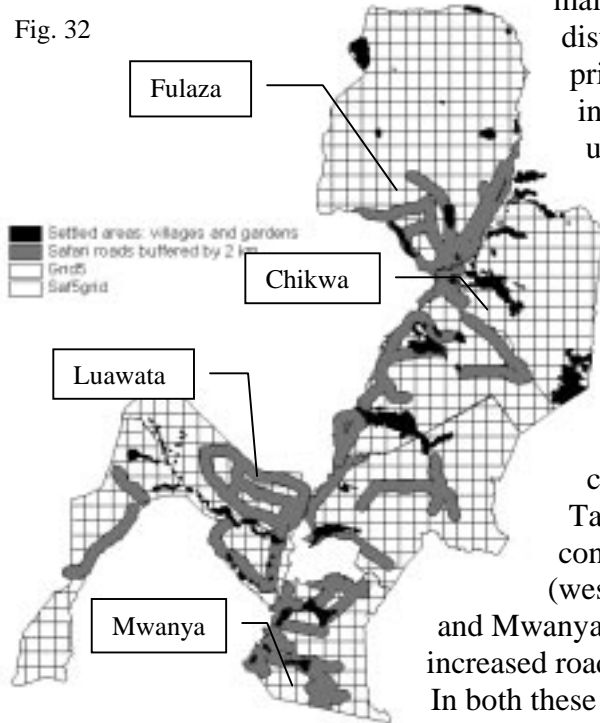 Fig. 32
Fulaza
Settled areas: villages and gardens
Safari roads buffered by 2 km
Grid5
Saf5grid
Chikwa
Luawata
Mwanya
dist
pri
in
u
c
Ta
con
(wes
and Mwanya
increased road
In both these